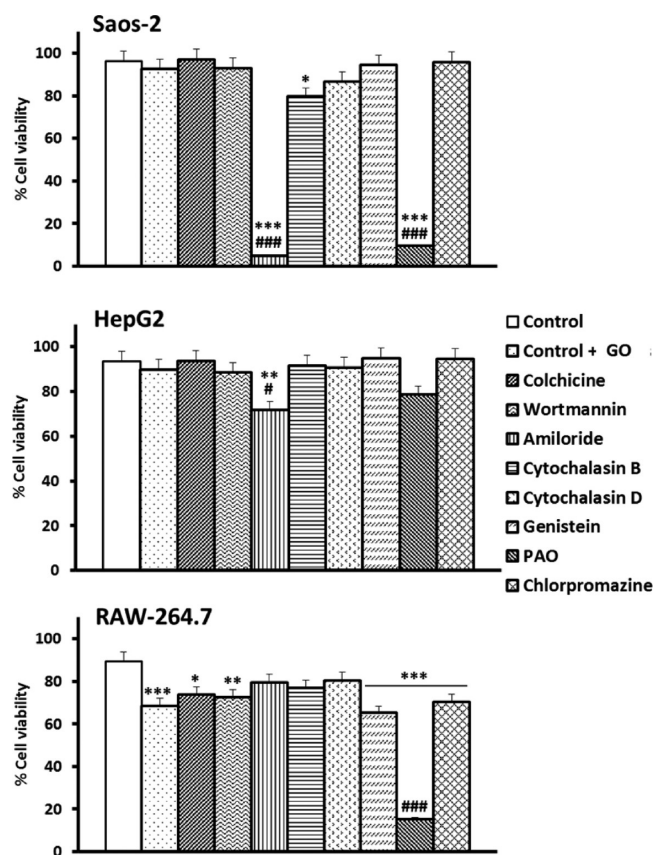 Saos-2
% Cell viability
100
80
60
40
20
0
***
###
*
***
###
HepG2
% Cell viability
100
80
60
40
20
0
**
#
RAW-264.7
% Cell viability
100
80
60
40
20
0
***
*
**
***
###
Control
Control + GO
Colchicine
Wortmannin
Amiloride
Cytochalasin B
Cytochalasin D
Genistein
PAO
Chlorpromazine